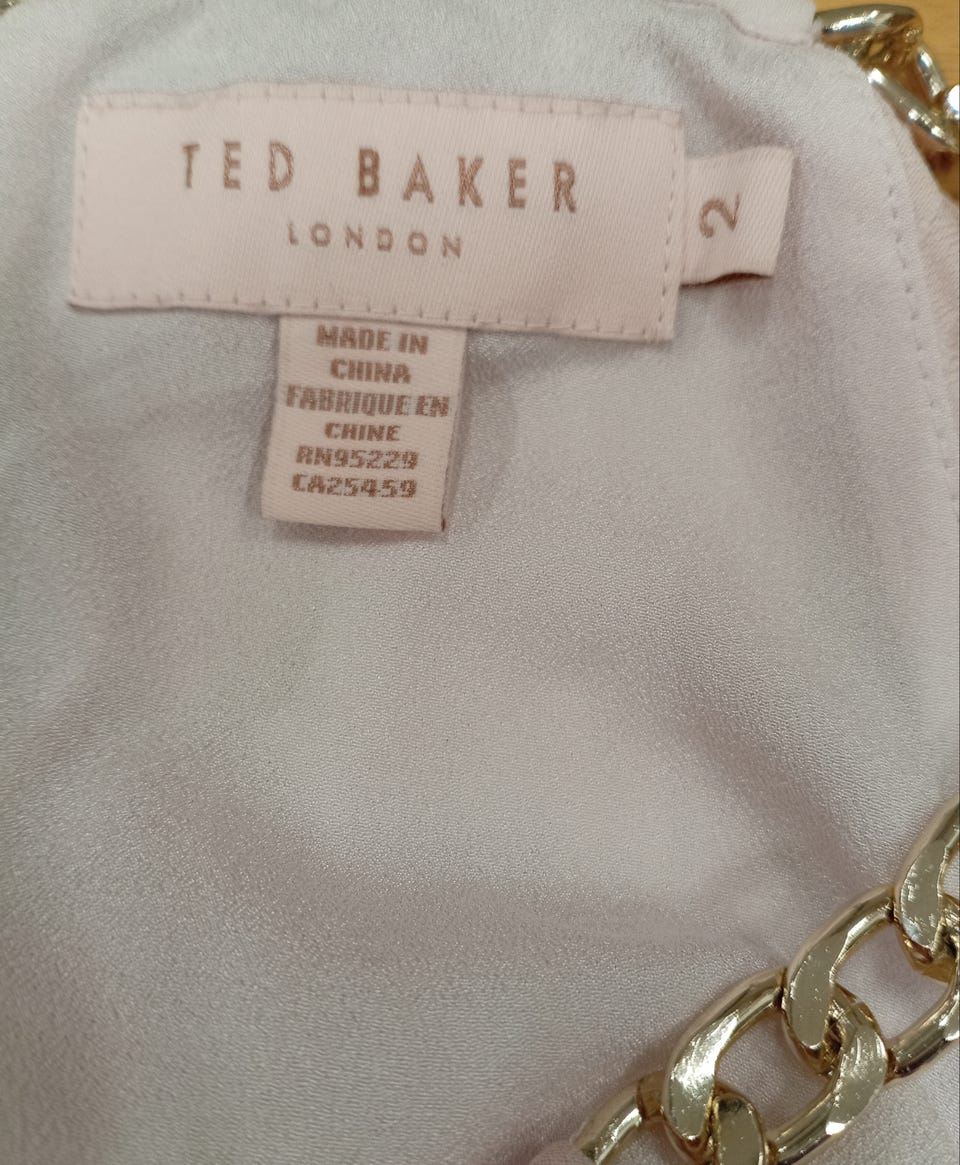 TED BAKER
LONDON
2
MADE IN
CHINA
FABRIQUE EN
CHINE
RN95229
CA25459